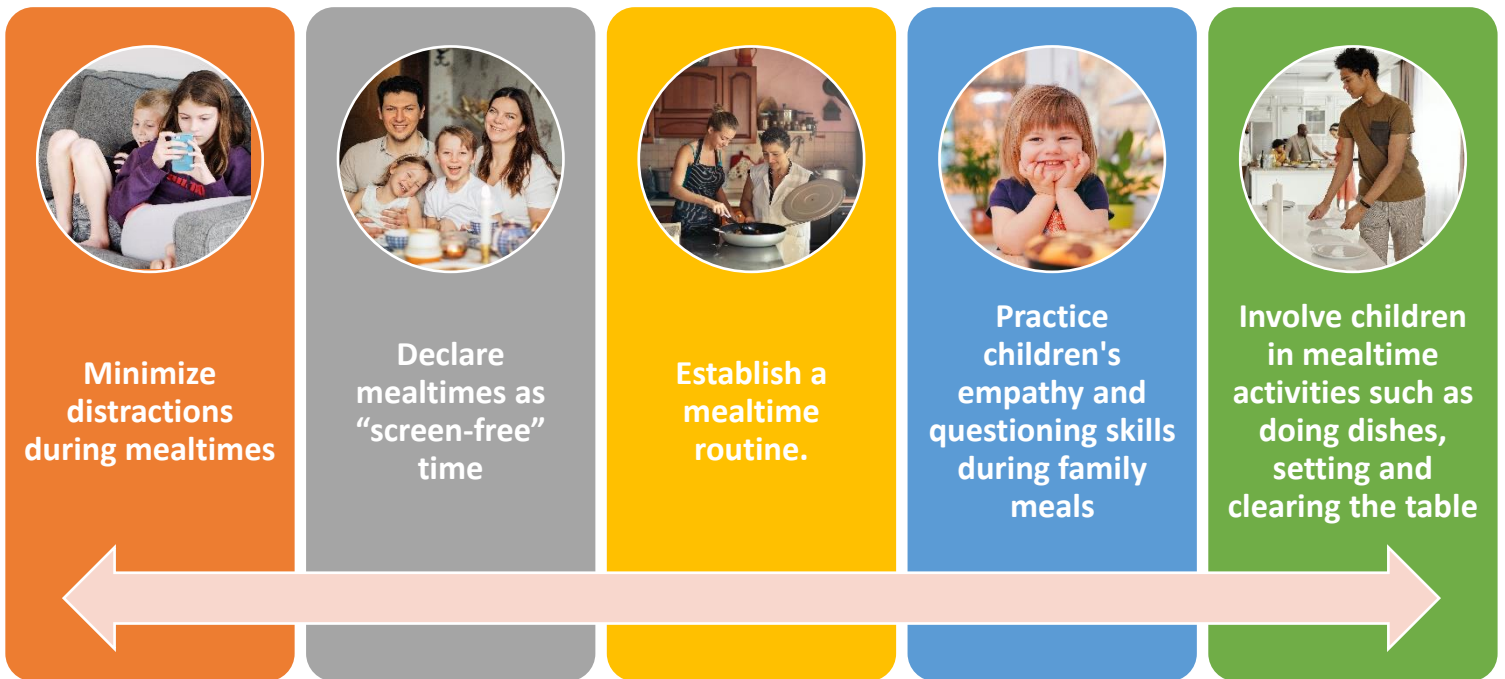 Minimize
distractions
during mealtimes
Declare
mealtimes as
“screen-free”
time
Establish a
mealtime
routine.
Practice
children's
empathy and
questioning skills
during family
meals
Involve children
in mealtime
activities such as
doing dishes,
setting and
clearing the table